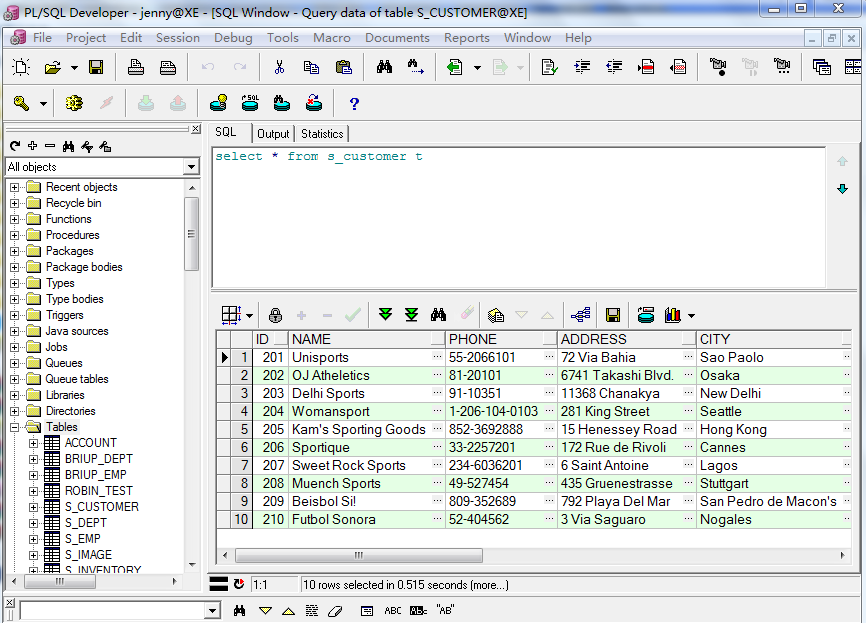 PL/SQL Developer - jenny@XE - [SQL Window - Query data of table S_CUSTOMER@XE]
File Project Edit Session Debug Tools Macro Documents Reports Window Help
SQL
?
SQL Output Statistics
All objects
select * from s_customer t
Recent objects
Recycle bin
Functions
Procedures
Packages
Package bodies
Types
Type bodies
Triggers
Java sources
Jobs
Queues
Queue tables
Libraries
Directories
Tables
ACCOUNT
BRIUP_DEPT
BRIUP_EMP
ROBIN_TEST
S_CUSTOMER
S_DEPT
S_EMP
S_IMAGE
S_INVENTORY
ID NAME PHONE ADDRESS CITY
1 201 Unisports ... 55-2066101 ... 72 Via Bahia ... Sao Paolo
2 202 OJ Atheletics ... 81-20101 ... 6741 Takashi Blvd. ... Osaka
3 203 Delhi Sports ... 91-10351 ... 11368 Chanakya ... New Delhi
4 204 Womansport ... 1-206-104-0103 ... 281 King Street ... Seattle
5 205 Kam's Sporting Goods ... 852-3692888 ... 15 Henessey Road ... Hong Kong
6 206 Sportique ... 33-2257201 ... 172 Rue de Rivoli ... Cannes
7 207 Sweet Rock Sports ... 234-6036201 ... 6 Saint Antoine ... Lagos
8 208 Muench Sports ... 49-527454 ... 435 Gruenestrasse ... Stuttgart
9 209 Beisbol Si! ... 809-352689 ... 792 Playa Del Mar ... San Pedro de Macon's
10 210 Futbol Sonora ... 52-404562 ... 3 Via Saguaro ... Nogales
1:1 10 rows selected in 0.515 seconds (more...)
ABC "AB"